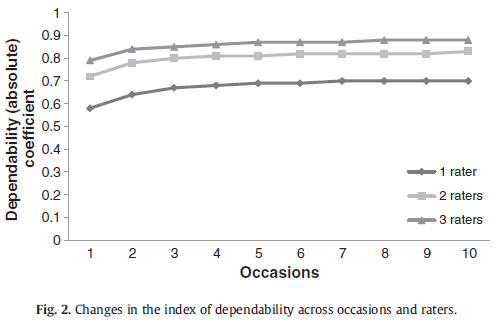 1
0.9
0.8
0.7
0.6
0.5
0.4
0.3
0.2
0.1
0
Dependability (absolute)
coefficient
1 rater
2 raters
3 raters
1 2 3 4 5 6 7 8 9 10
Occasions
Fig. 2. Changes in the index of dependability across occasions and raters.